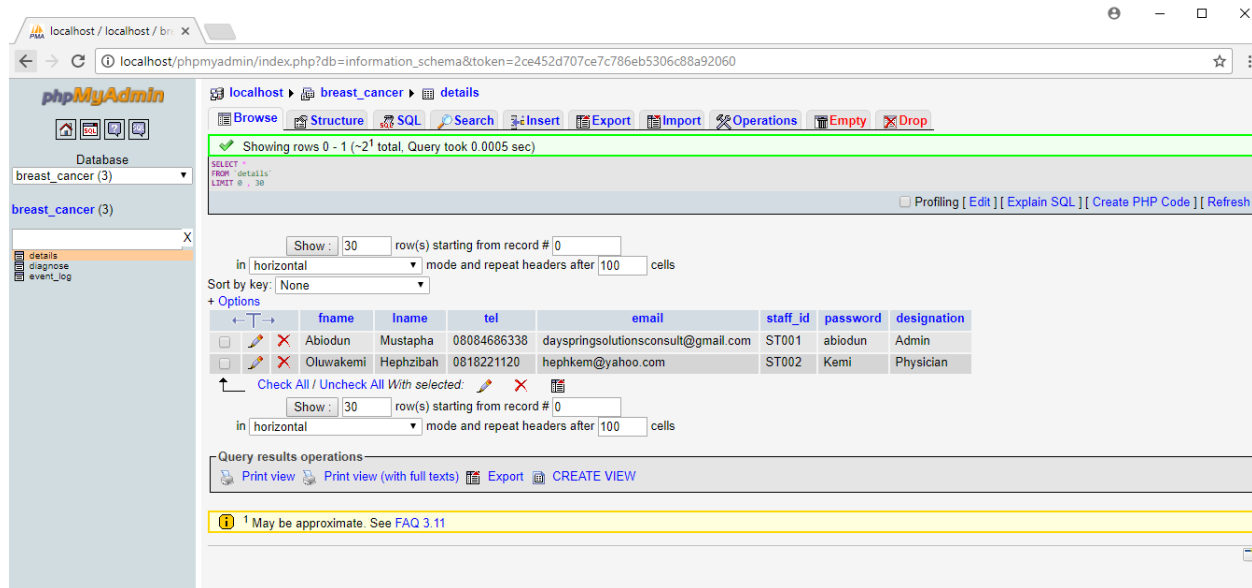 localhost / localhost / br
localhost/phpmyadmin/index.php?db=information_schema&token=2ce452d707ce7c786eb5306c88a92060
phpMyAdmin
Database
breast_cancer (3)
breast_cancer (3)
X
details
diagnose
event_log
localhost breast_cancer details
Browse Structure SQL Search Insert Export Import Operations Empty Drop
Showing rows 0 - 1 (~2¹ total, Query took 0.0005 sec)
SELECT *
FROM `details`
LIMIT 0 , 30
Profiling [ Edit ] [ Explain SQL ] [ Create PHP Code ] [ Refresh
Show : 30 row(s) starting from record # 0
in horizontal mode and repeat headers after 100 cells
Sort by key: None
+ Options
fname lname tel email staff_id password designation
Abiodun Mustapha 08084686338 dayspringsolutionsconsult@gmail.com ST001 abiodun Admin
Oluwakemi Hephzibah 0818221120 hephkem@yahoo.com ST002 Kemi Physician
Check All / Uncheck All With selected:
Show : 30 row(s) starting from record # 0
in horizontal mode and repeat headers after 100 cells
Query results operations
Print view Print view (with full texts) Export CREATE VIEW
¹ May be approximate. See FAQ 3.11